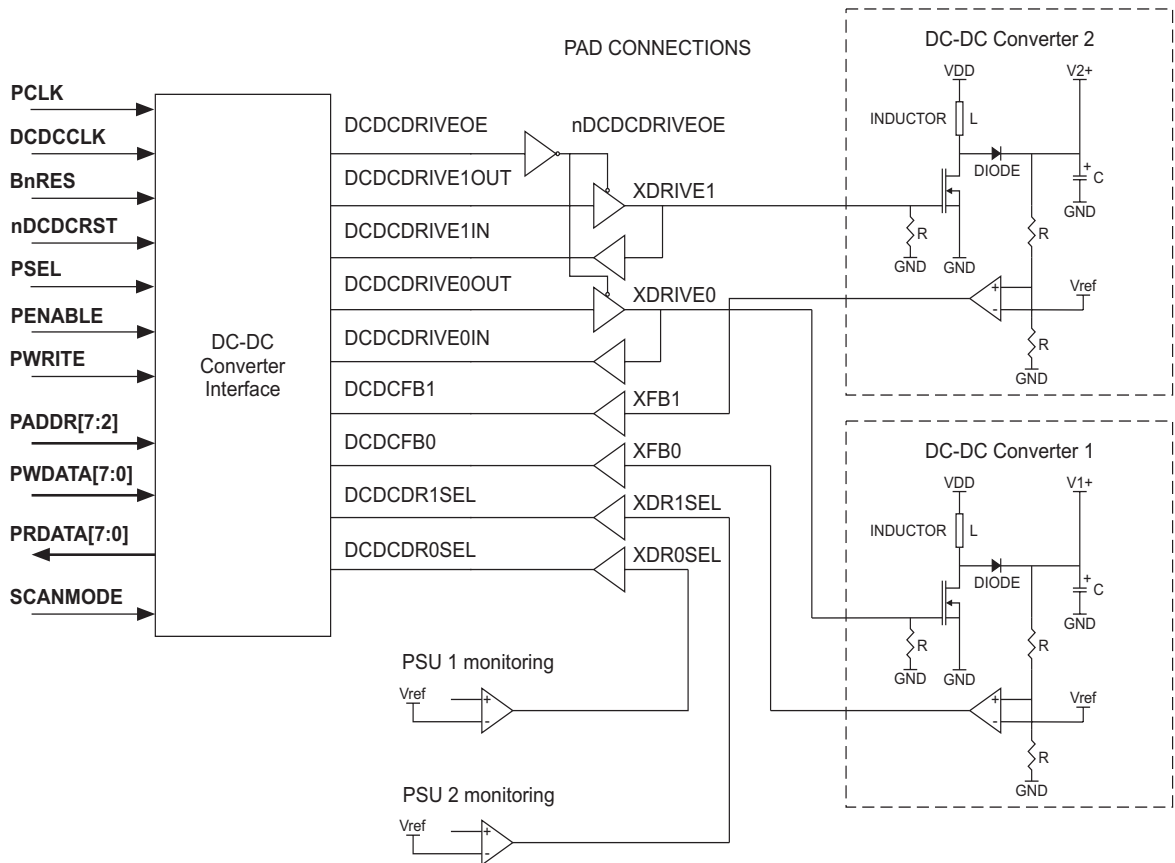 PAD CONNECTIONS
PCLK
DCDCCLK
BnRES
nDCDCRST
PSEL
PENABLE
PWRITE
PADDR[7:2]
PWDATA[7:0]
PRDATA[7:0]
SCANMODE
DC-DC
Converter
Interface
DCDCDRIVEOE
nDCDCDRIVEOE
DCDCDRIVE1OUT
XDRIVE1
DCDCDRIVE1IN
DCDCDRIVE0OUT
XDRIVE0
DCDCDRIVE0IN
DCDCFB1
XFB1
DCDCFB0
XFB0
DCDCDR1SEL
XDR1SEL
DCDCDR0SEL
XDR0SEL
PSU 1 monitoring
Vref
+
-
PSU 2 monitoring
Vref
+
-
DC-DC Converter 2
VDD
V2+
INDUCTOR
L
DIODE
+
C
GND
R
GND
GND
R
+
-
Vref
R
GND
DC-DC Converter 1
VDD
V1+
INDUCTOR
L
DIODE
+
C
GND
R
GND
GND
R
+
-
Vref
R
GND